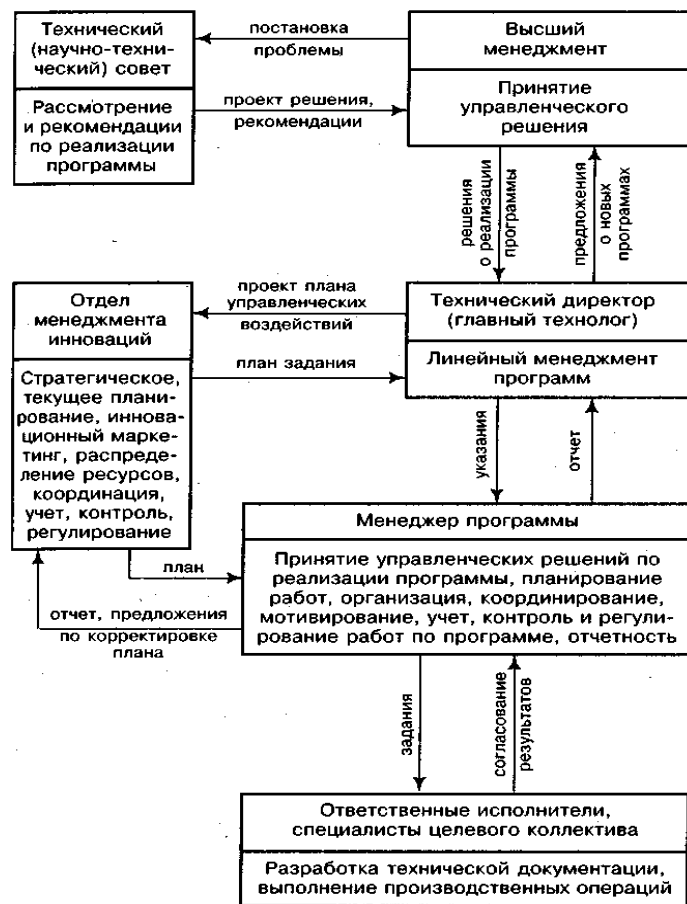 Технический
(научно-техни-
ческий) совет
Рассмотрение
и рекомендации
по реализации
программы
постановка
проблемы
проект решения,
рекомендации
Высший
менеджмент
Принятие
управленческого
решения
решения
о реализации
программы
предложения
о новых
программах
Отдел
менеджмента
инноваций
Стратегическое,
текущее плани-
рование, иннова-
ционный марке-
тинг, распреде-
ление ресурсов,
координация,
учет, контроль,
регулирование
проект плана
управленческих
воздействий
план задания
Технический директор
(главный технолог)
Линейный менеджмент
программ
указания
отчет
план
отчет, предложения
по корректировке
плана
Менеджер программы
Принятие управленческих решений по
реализации программы, планирование
работ, организация, координирование,
мотивирование, учет, контроль и регули-
рование работ по программе, отчетность
задания
согласование
результатов
Ответственные исполнители,
специалисты целевого коллектива
Разработка технической документации,
выполнение производственных операций